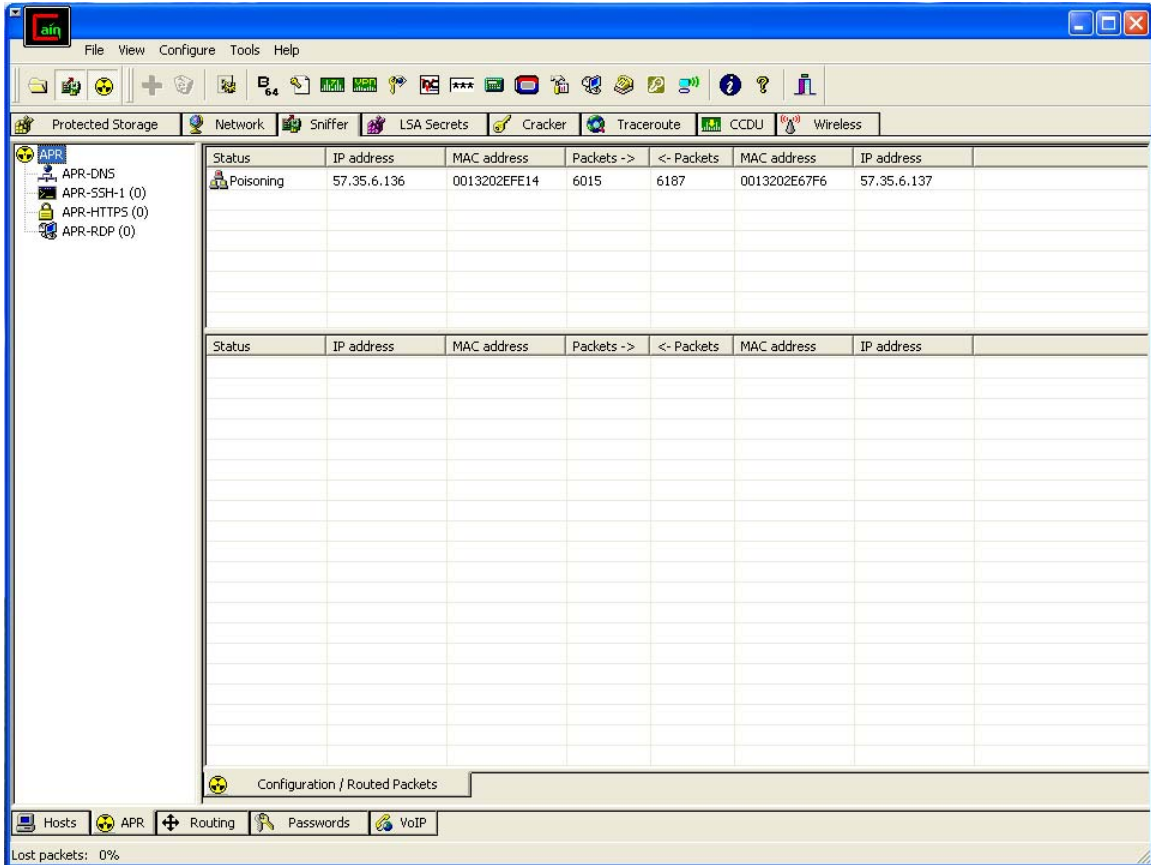 Caín
File View Configure Tools Help
B64 ***
Protected Storage Network Sniffer LSA Secrets Cracker Traceroute CCDU Wireless
APR
APR-DNS
APR-SSH-1 (0)
APR-HTTPS (0)
APR-RDP (0)
Status IP address MAC address Packets -> <- Packets MAC address IP address
Poisoning 57.35.6.136 0013202EFE14 6015 6187 0013202E67F6 57.35.6.137
Status IP address MAC address Packets -> <- Packets MAC address IP address
Configuration / Routed Packets
Hosts APR Routing Passwords VoIP
Lost packets: 0%